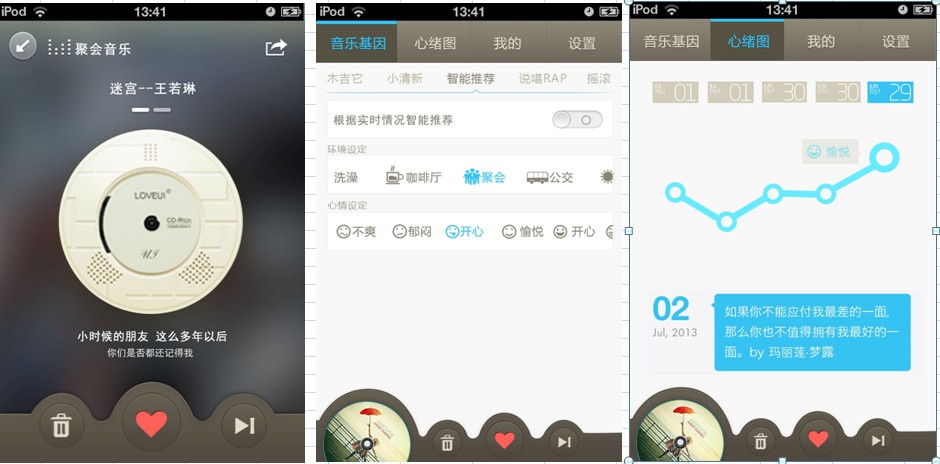 iPod 13:41
聚会音乐
迷宫--王若琳
LOVEUI
UI
小时候的朋友 这么多年以后
你们是否都还记得我
iPod 13:41
音乐基因 心绪图 我的 设置
木吉它 小清新 智能推荐 说唱RAP 摇滚
根据实时情况智能推荐
环境设定
洗澡 咖啡厅 聚会 公交
心情设定
不爽 郁闷 开心 愉悦 开心
iPod 13:41
音乐基因 心绪图 我的 设置
01 01 30 30 JUN 29
愉悦
02
Jul, 2013
如果你不能应付我最差的一面,
那么你也不值得拥有我最好的一
面。by 玛丽莲·梦露